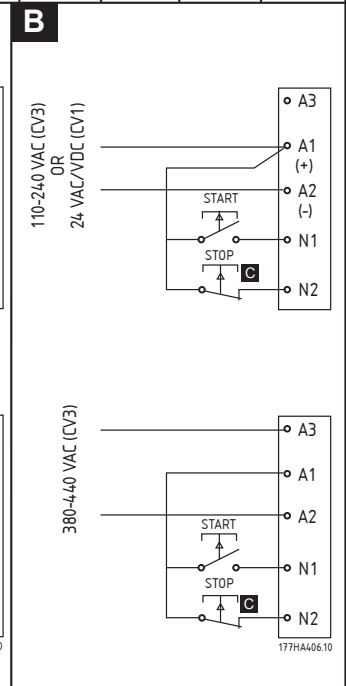 B
110-240 VAC (CV3)
OR
24 VAC/VDC (CV1)
A3
A1
(+)
A2
(-)
START
N1
STOP
C
N2
380-440 VAC (CV3)
A3
A1
A2
START
N1
STOP
C
N2
177HA406.10
0